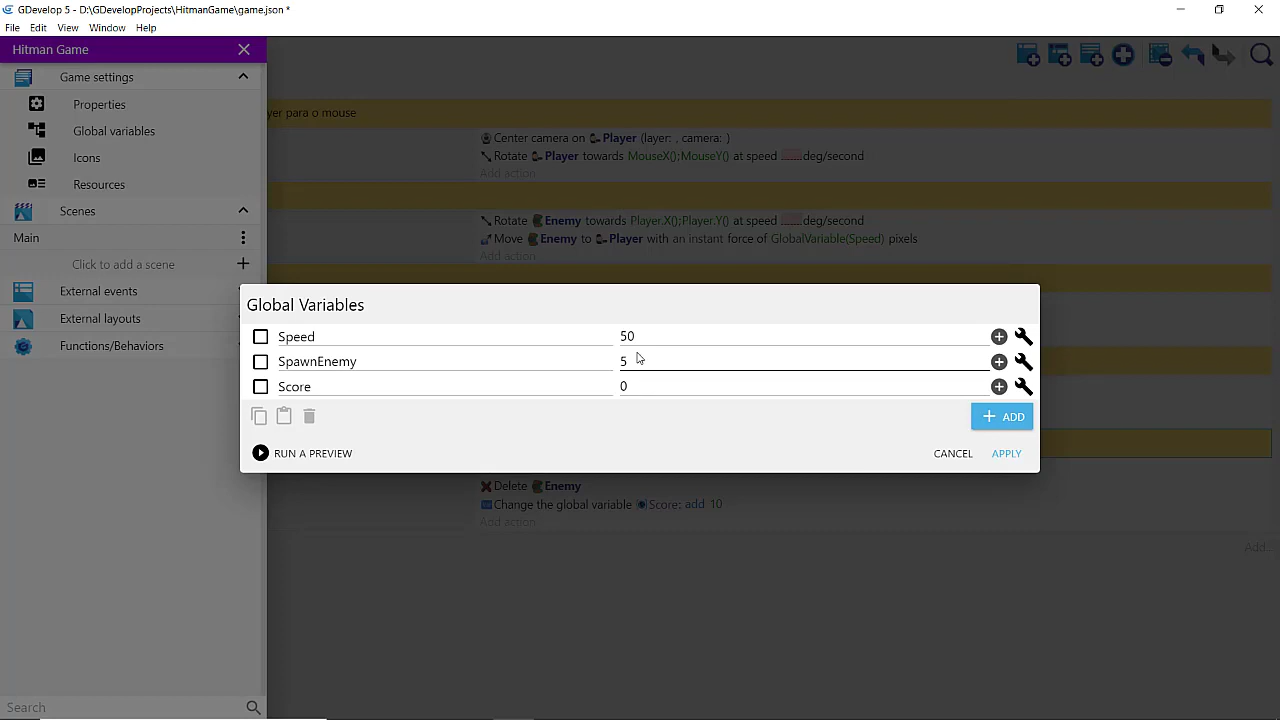 GDevelop 5 - D:\GDevelopProjects\HitmanGame\game.json *
File Edit View Window Help
Hitman Game
Game settings
Properties
Global variables
Icons
Resources
Scenes
Main
Click to add a scene
External events
External layouts
Functions/Behaviors
Search
yer para o mouse
Center camera on Player (layer: , camera: )
Rotate Player towards MouseX();MouseY() at speed deg/second
Add action
Rotate Enemy towards Player.X();Player.Y() at speed deg/second
Move Enemy to Player with an instant force of GlobalVariable(Speed) pixels
Add action
Global Variables
Speed 50
SpawnEnemy 5
Score 0
+ ADD
RUN A PREVIEW CANCEL APPLY
Delete Enemy
Change the global variable Score: add 10
Add action
Add...